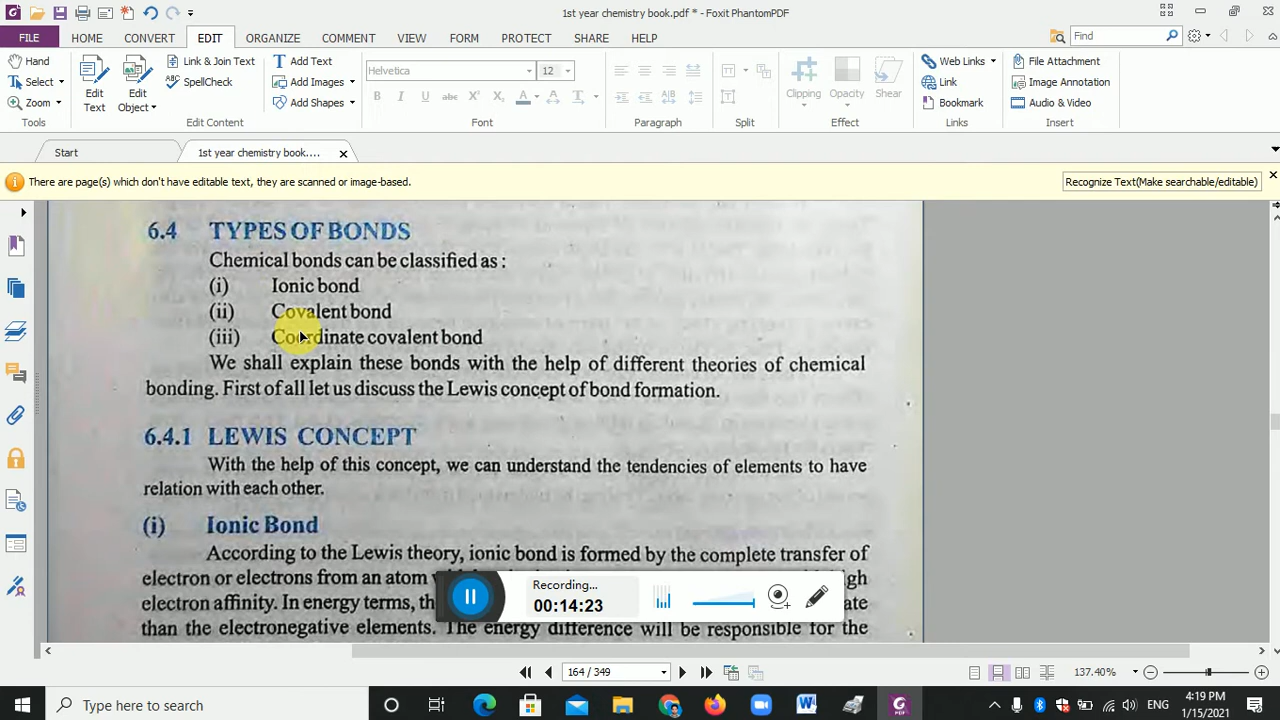 1st year chemistry book.pdf * - Foxit PhantomPDF
FILE HOME CONVERT EDIT ORGANIZE COMMENT VIEW FORM PROTECT SHARE HELP Find
Hand
Select
Zoom
Tools
Edit Text
Edit Object
Link & Join Text
SpellCheck
Edit Content
Add Text
Add Images
Add Shapes
Helvetica 12
B I U abc X² X₂ A A T
Font
Paragraph
Split
Clipping Opacity Shear
Effect
Web Links
Link
Bookmark
Links
File Attachment
Image Annotation
Audio & Video
Insert
Start 1st year chemistry book....
There are page(s) which don't have editable text, they are scanned or image-based. Recognize Text(Make searchable/editable)
6.4 TYPES OF BONDS
Chemical bonds can be classified as :
(i) Ionic bond
(ii) Covalent bond
(iii) Coordinate covalent bond
We shall explain these bonds with the help of different theories of chemical
bonding. First of all let us discuss the Lewis concept of bond formation.
6.4.1 LEWIS CONCEPT
With the help of this concept, we can understand the tendencies of elements to have
relation with each other.
(i) Ionic Bond
According to the Lewis theory, ionic bond is formed by the complete transfer of
electron or electrons from an atom
electron affinity. In energy terms,
than the electronegative elements. The energy difference will be responsible for the
Recording...
00:14:23
164 / 349
137.40%
Type here to search
ENG
4:19 PM
1/15/2021